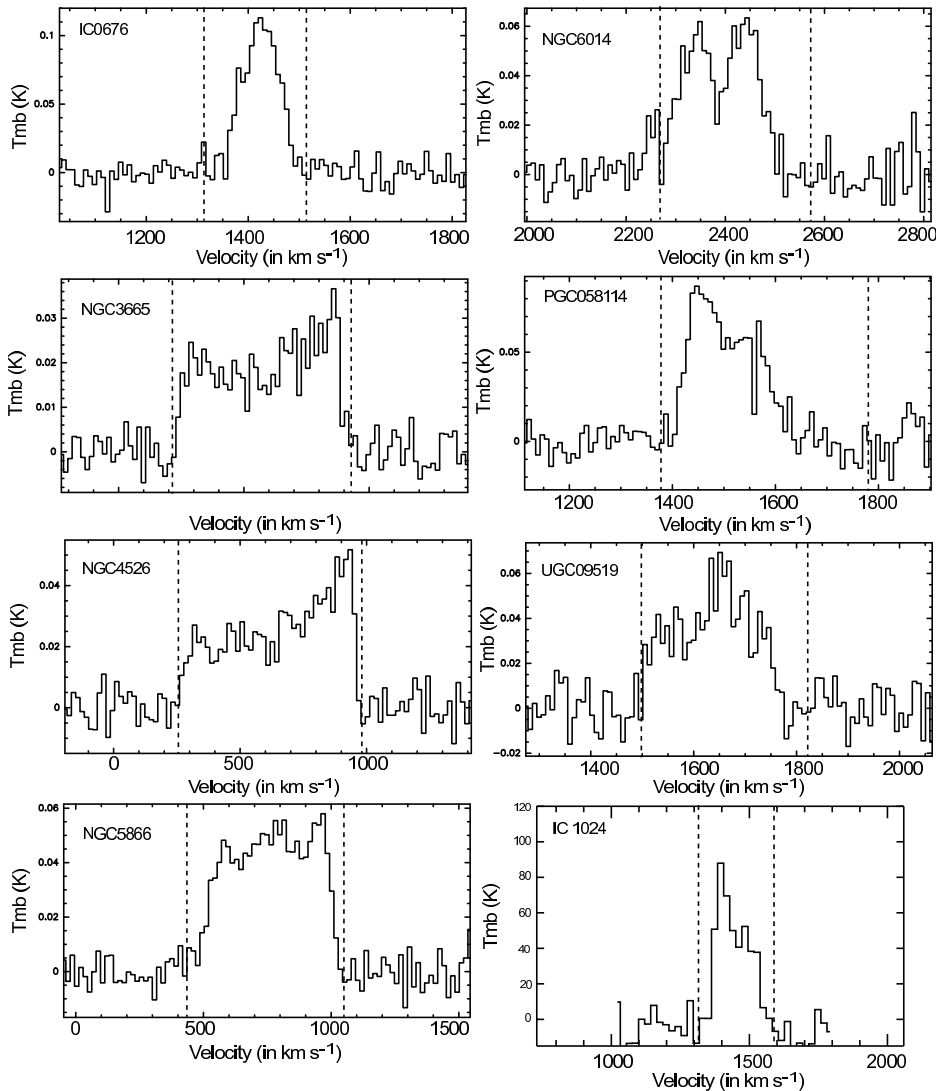 IC0676
0.1
0.05
0
Tmb (K)
1200 1400 1600 1800
Velocity (in km s⁻¹)
NGC6014
0.06
0.04
0.02
0
Tmb (K)
2000 2200 2400 2600 2800
Velocity (in km s⁻¹)
NGC3665
0.03
0.02
0.01
0
Tmb (K)
Velocity (in km s⁻¹)
PGC058114
0.05
0
Tmb (K)
1200 1400 1600 1800
Velocity (in km s⁻¹)
NGC4526
0.04
0.02
0
Tmb (K)
0 500 1000
Velocity (in km s⁻¹)
UGC09519
0.06
0.04
0.02
0
−0.02
Tmb (K)
1400 1600 1800 2000
Velocity (in km s⁻¹)
NGC5866
0.06
0.04
0.02
0
Tmb (K)
0 500 1000 1500
Velocity (in km s⁻¹)
IC 1024
120
100
80
60
40
20
0
Tmb (K)
1000 1500 2000
Velocity (in km s⁻¹)